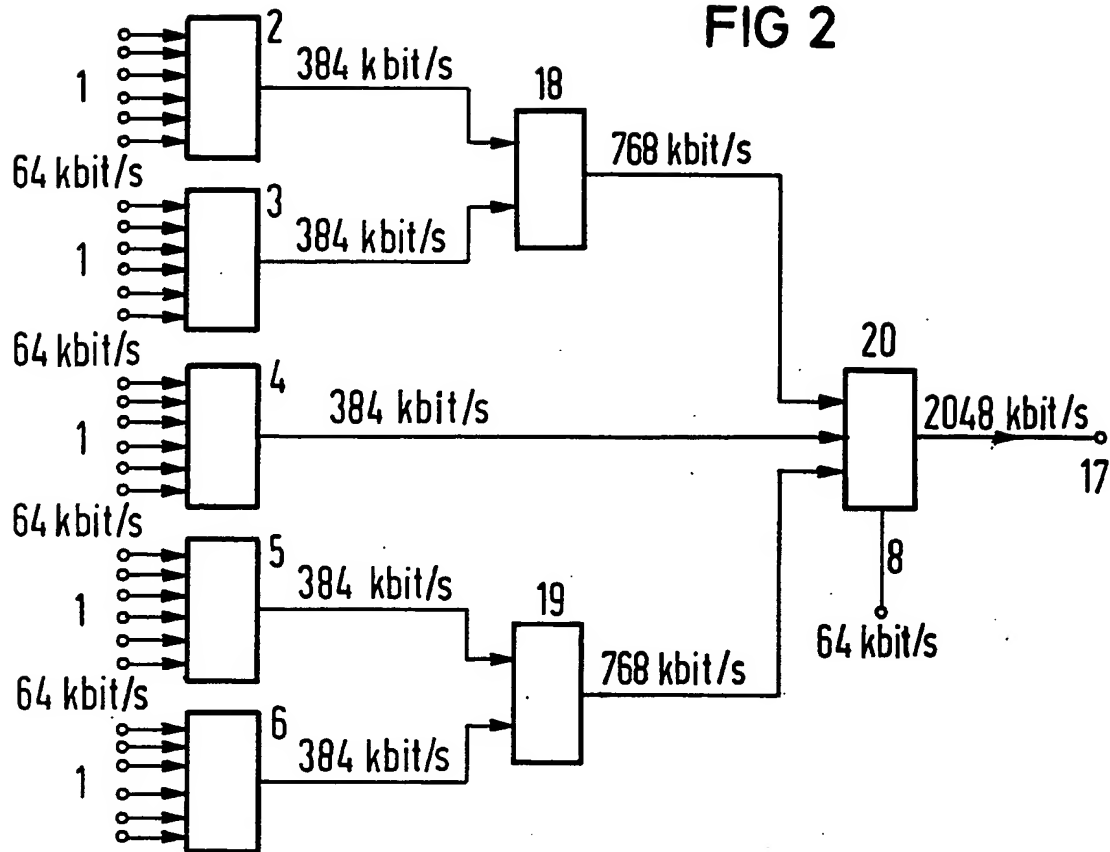 FIG 2
2
384 kbit/s
1
18
64 kbit/s
768 kbit/s
3
384 kbit/s
1
64 kbit/s
4
384 kbit/s
1
20
2048 kbit/s
17
64 kbit/s
5
384 kbit/s
1
8
19
64 kbit/s
64 kbit/s
768 kbit/s
6
384 kbit/s
1